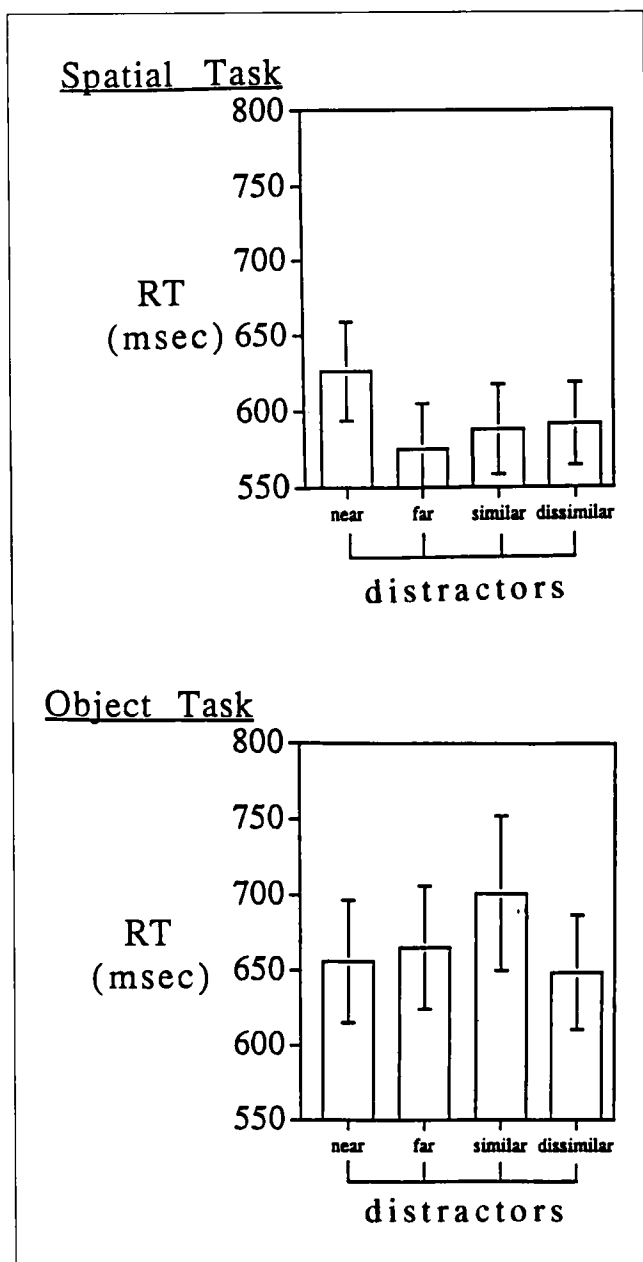 Spatial Task
800
750
700
RT
(msec)
650
600
550
near far similar dissimilar
distractors
Object Task
800
750
700
RT
(msec)
650
600
550
near far similar dissimilar
distractors